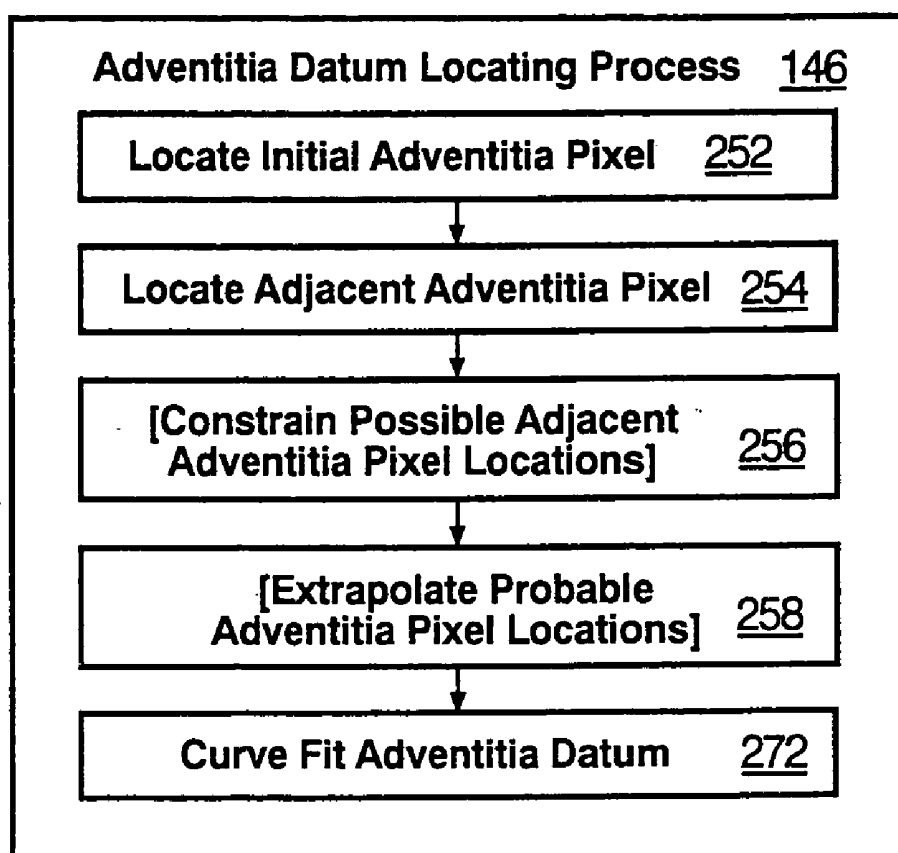 Adventitia Datum Locating Process 146
Locate Initial Adventitia Pixel 252
Locate Adjacent Adventitia Pixel 254
[Constrain Possible Adjacent
Adventitia Pixel Locations] 256
[Extrapolate Probable
Adventitia Pixel Locations] 258
Curve Fit Adventitia Datum 272